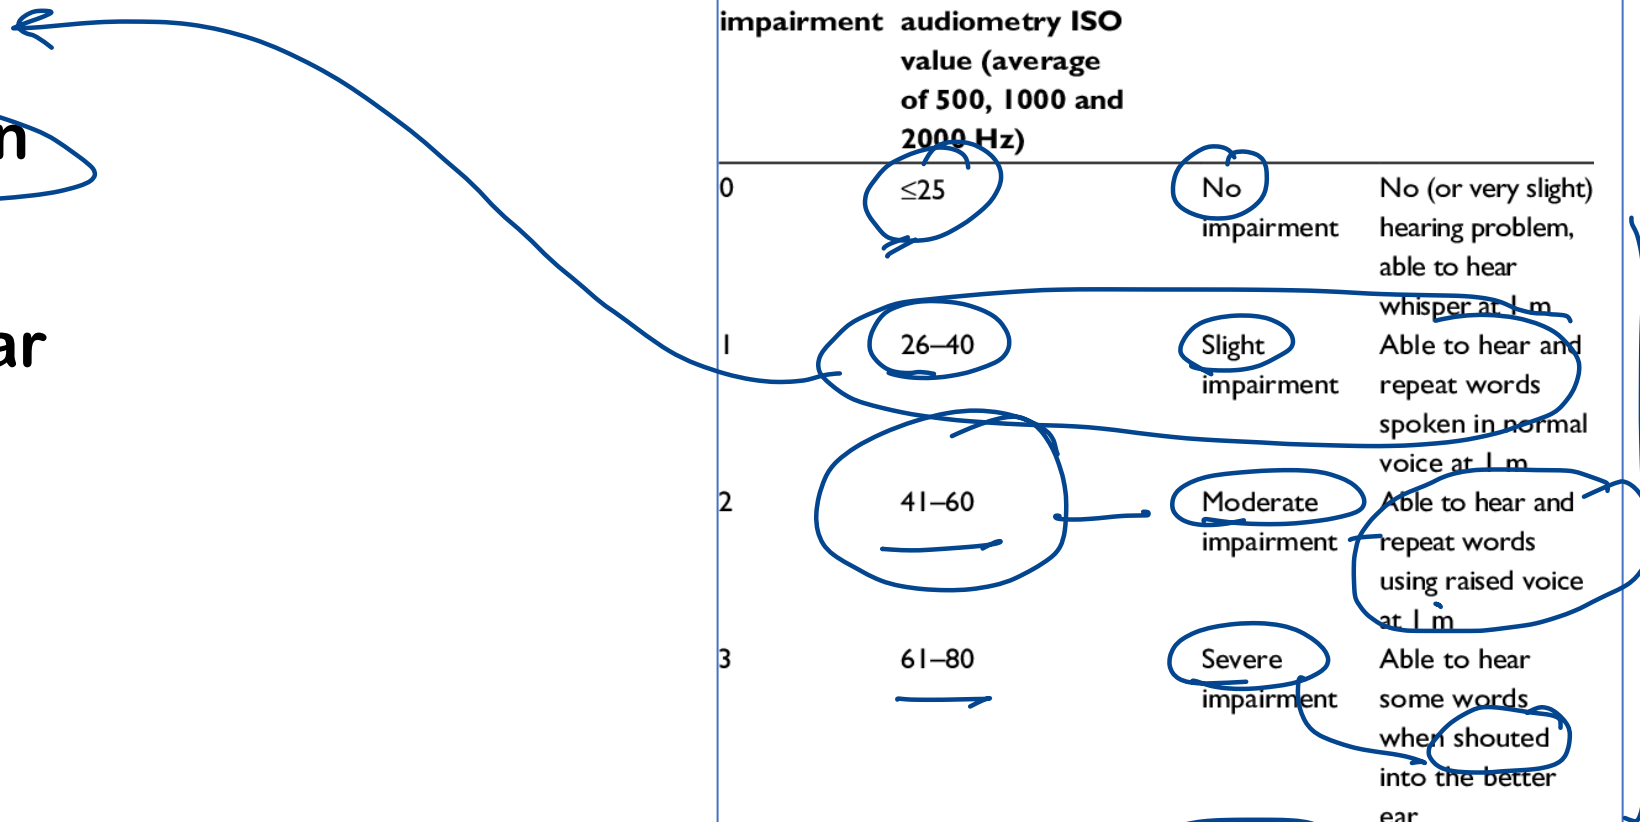 impairment audiometry ISO
value (average
of 500, 1000 and
2000 Hz)
n
0 ≤25 No No (or very slight)
impairment hearing problem,
able to hear
whisper at 1 m
ar
1 26–40 Slight Able to hear and
impairment repeat words
spoken in normal
voice at 1 m
2 41–60 Moderate Able to hear and
impairment repeat words
using raised voice
at 1 m
3 61–80 Severe Able to hear
impairment some words
when shouted
into the better
ear